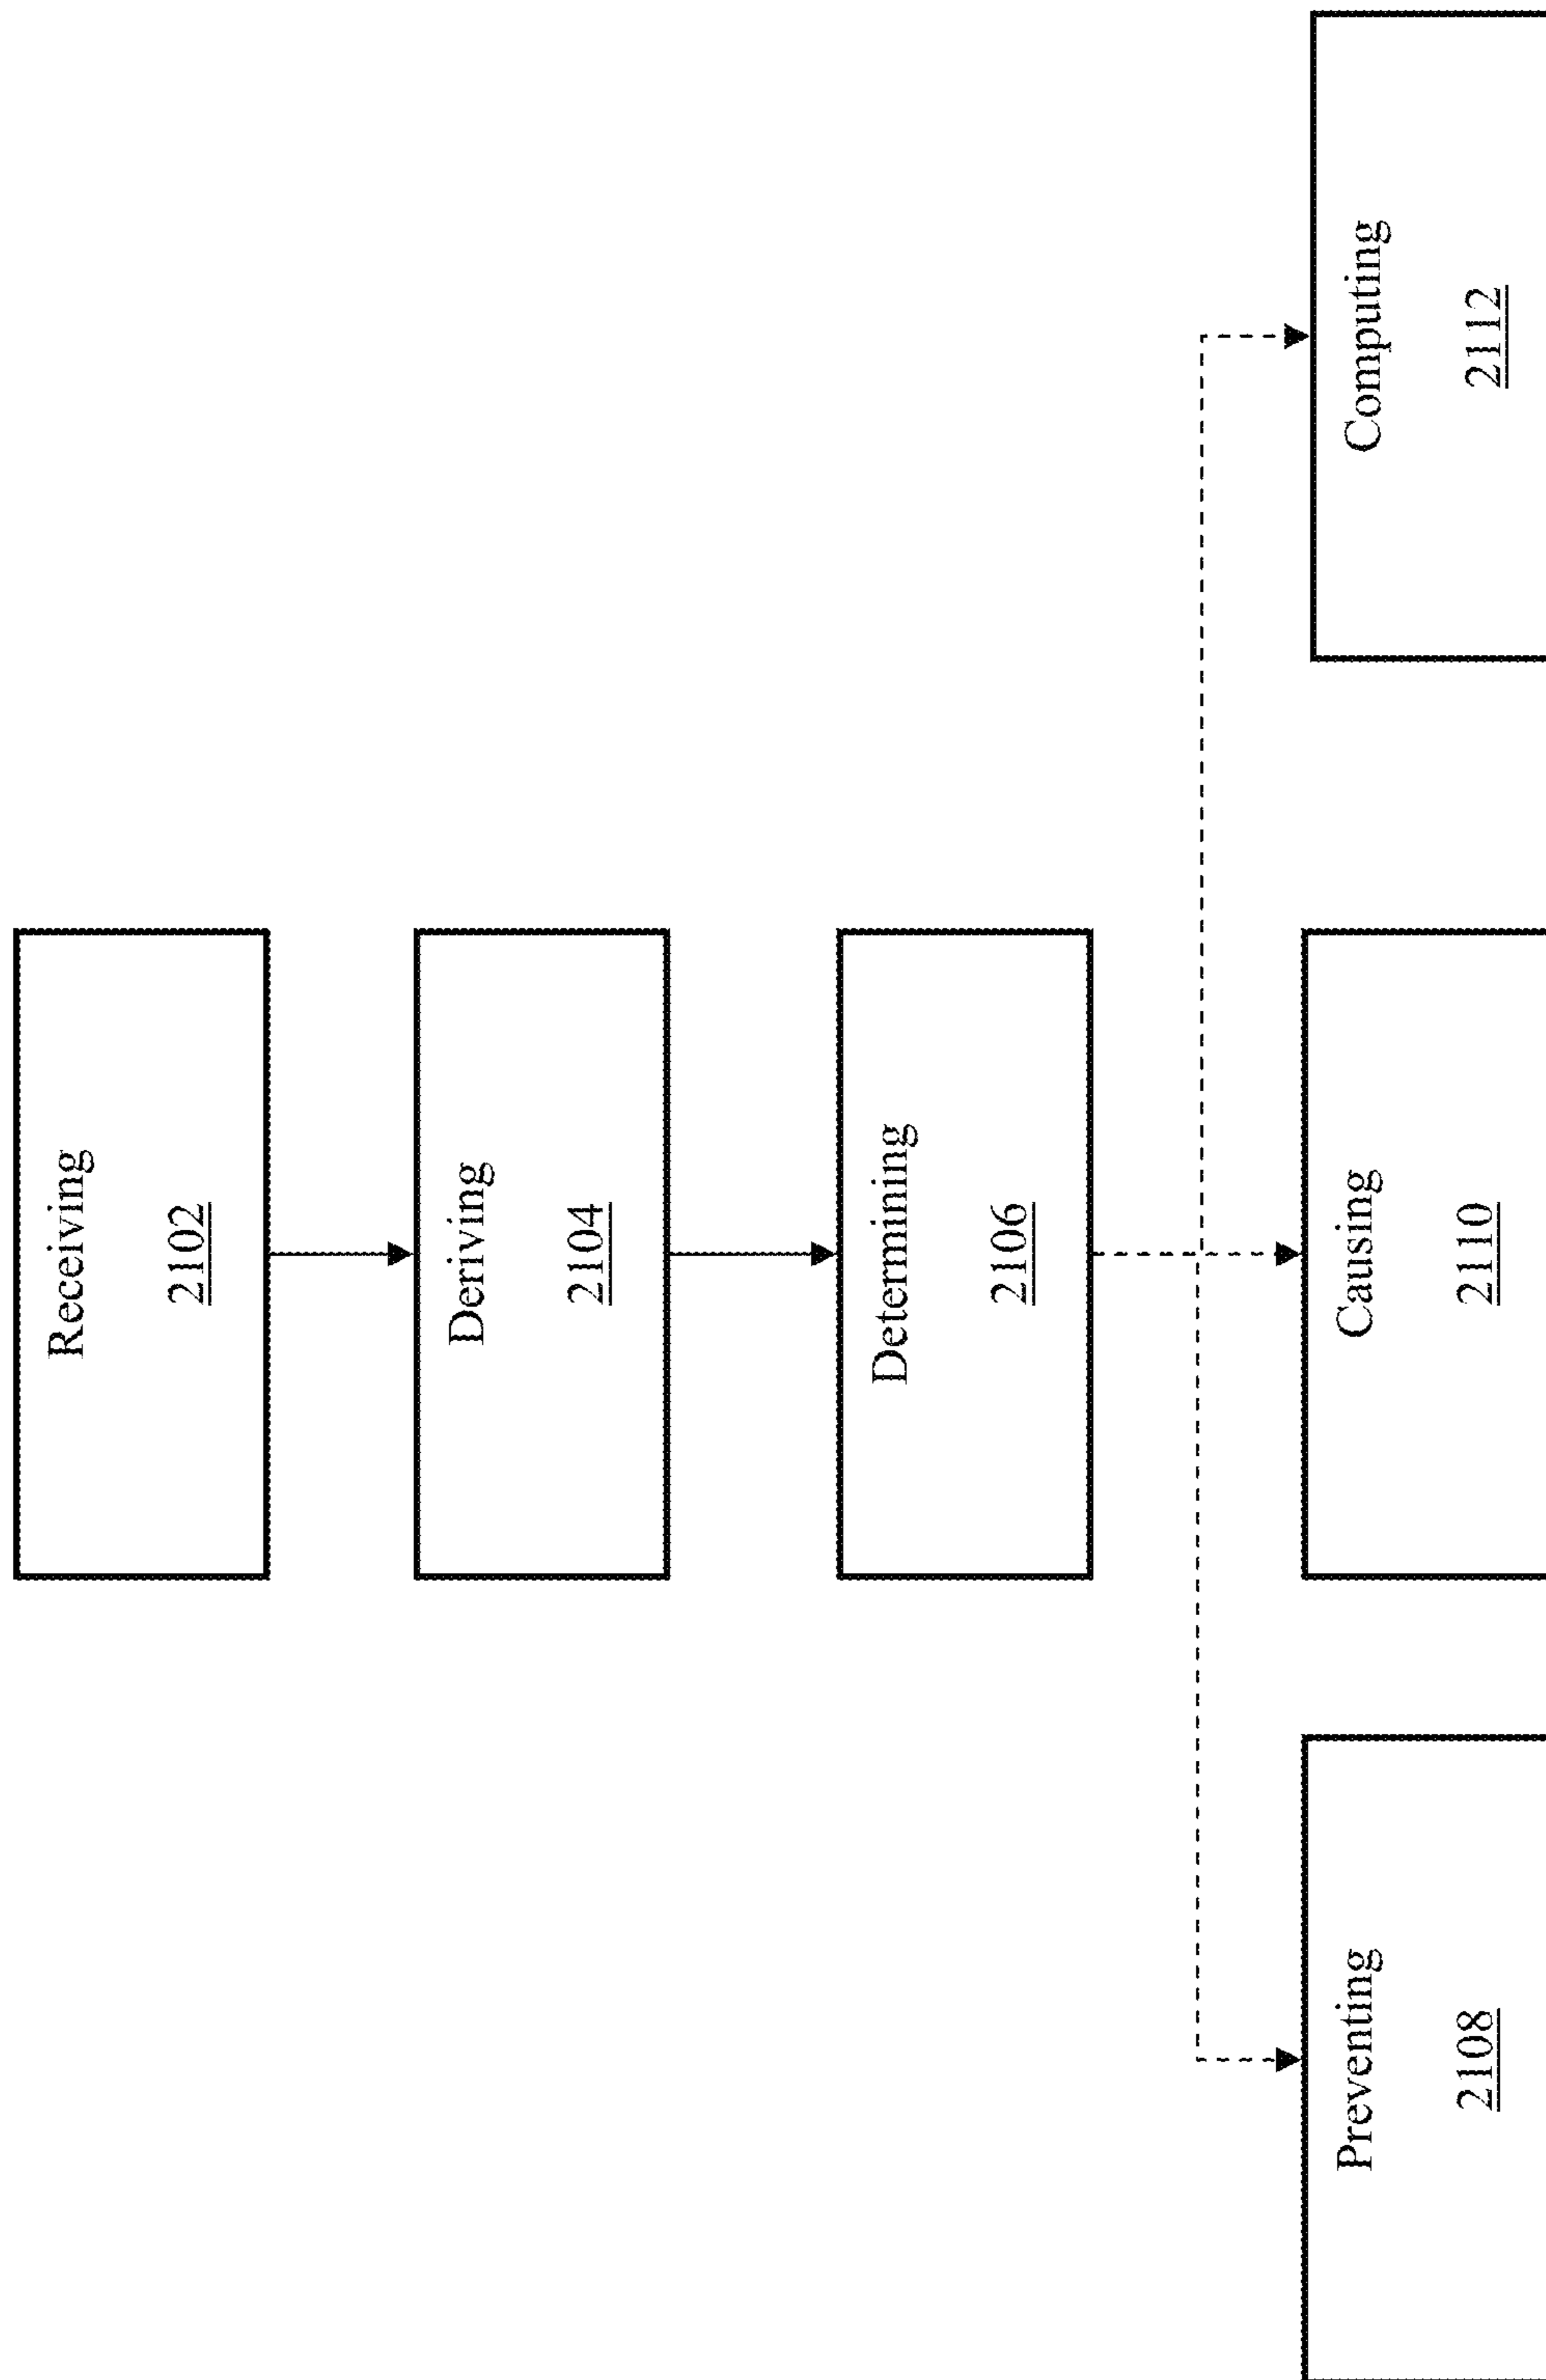 Receiving
2102
Deriving
2104
Determining
2106
Preventing
2108
Causing
2110
Computing
2112